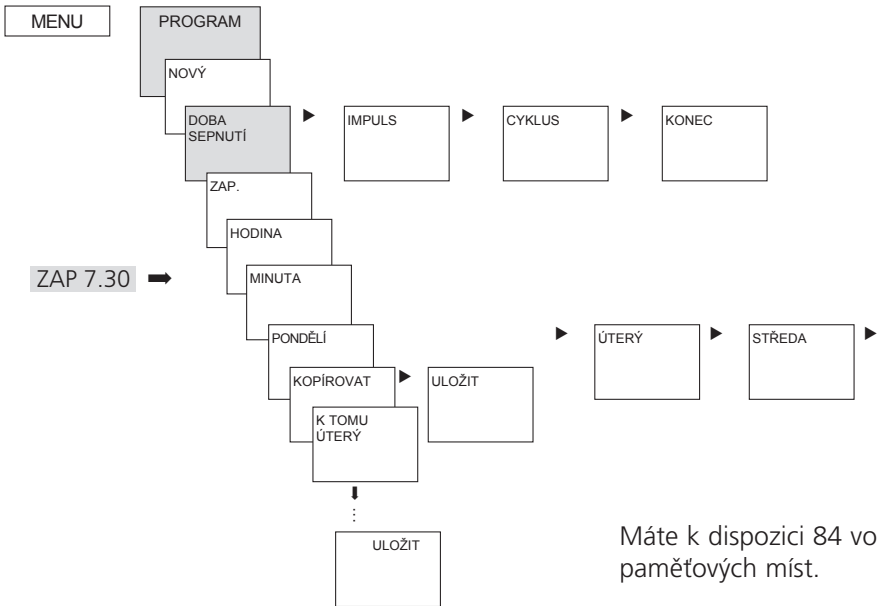 MENU
PROGRAM
NOVÝ
DOBA
SEPNUTÍ
IMPULS
CYKLUS
KONEC
ZAP.
HODINA
ZAP 7.30
MINUTA
PONDĚLÍ
ÚTERÝ
STŘEDA
KOPÍROVAT
ULOŽIT
K TOMU
ÚTERÝ
ULOŽIT
Máte k dispozici 84 vo
paměťových míst.